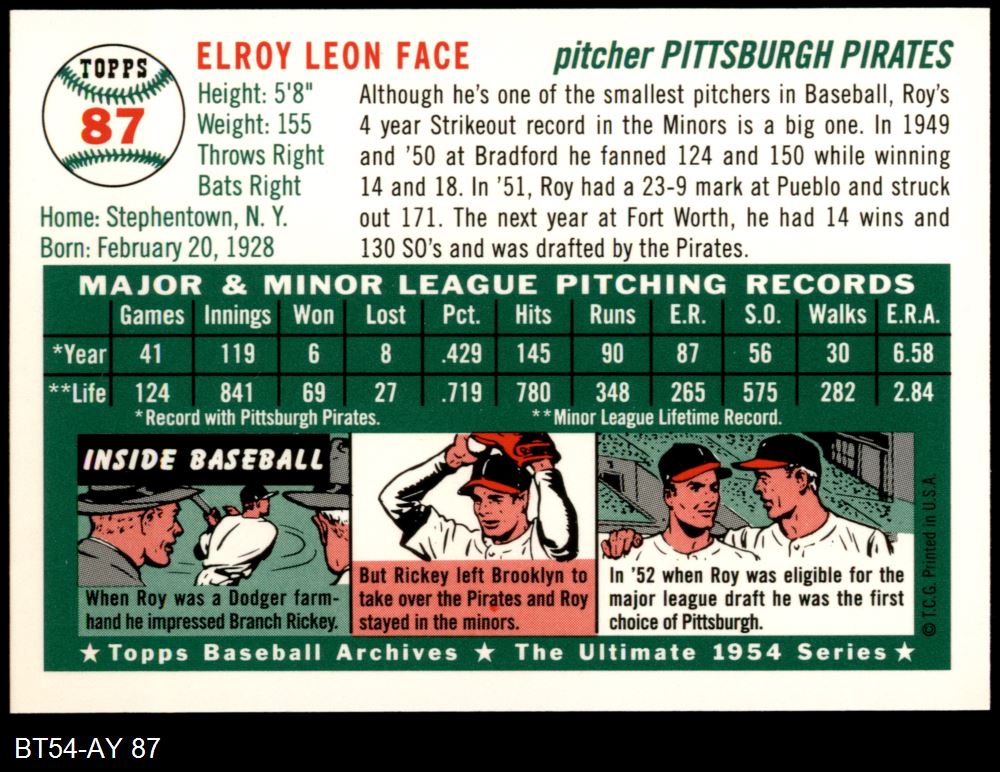 TOPPS
87
ELROY LEON FACE
pitcher PITTSBURGH PIRATES
Height: 5'8"
Weight: 155
Throws Right
Bats Right
Home: Stephentown, N. Y.
Born: February 20, 1928
Although he's one of the smallest pitchers in Baseball, Roy's
4 year Strikeout record in the Minors is a big one. In 1949
and '50 at Bradford he fanned 124 and 150 while winning
14 and 18. In '51, Roy had a 23-9 mark at Pueblo and struck
out 171. The next year at Fort Worth, he had 14 wins and
130 SO's and was drafted by the Pirates.
MAJOR & MINOR LEAGUE PITCHING RECORDS
Games Innings Won Lost Pct. Hits Runs E.R. S.O. Walks E.R.A.
*Year 41 119 6 8 .429 145 90 87 56 30 6.58
**Life 124 841 69 27 .719 780 348 265 575 282 2.84
*Record with Pittsburgh Pirates. **Minor League Lifetime Record.
INSIDE BASEBALL
When Roy was a Dodger farm-
hand he impressed Branch Rickey.
But Rickey left Brooklyn to
take over the Pirates and Roy
stayed in the minors.
In '52 when Roy was eligible for the
major league draft he was the first
choice of Pittsburgh.
© T.C.G. Printed in U.S.A.
★ Topps Baseball Archives ★ The Ultimate 1954 Series ★
BT54-AY 87